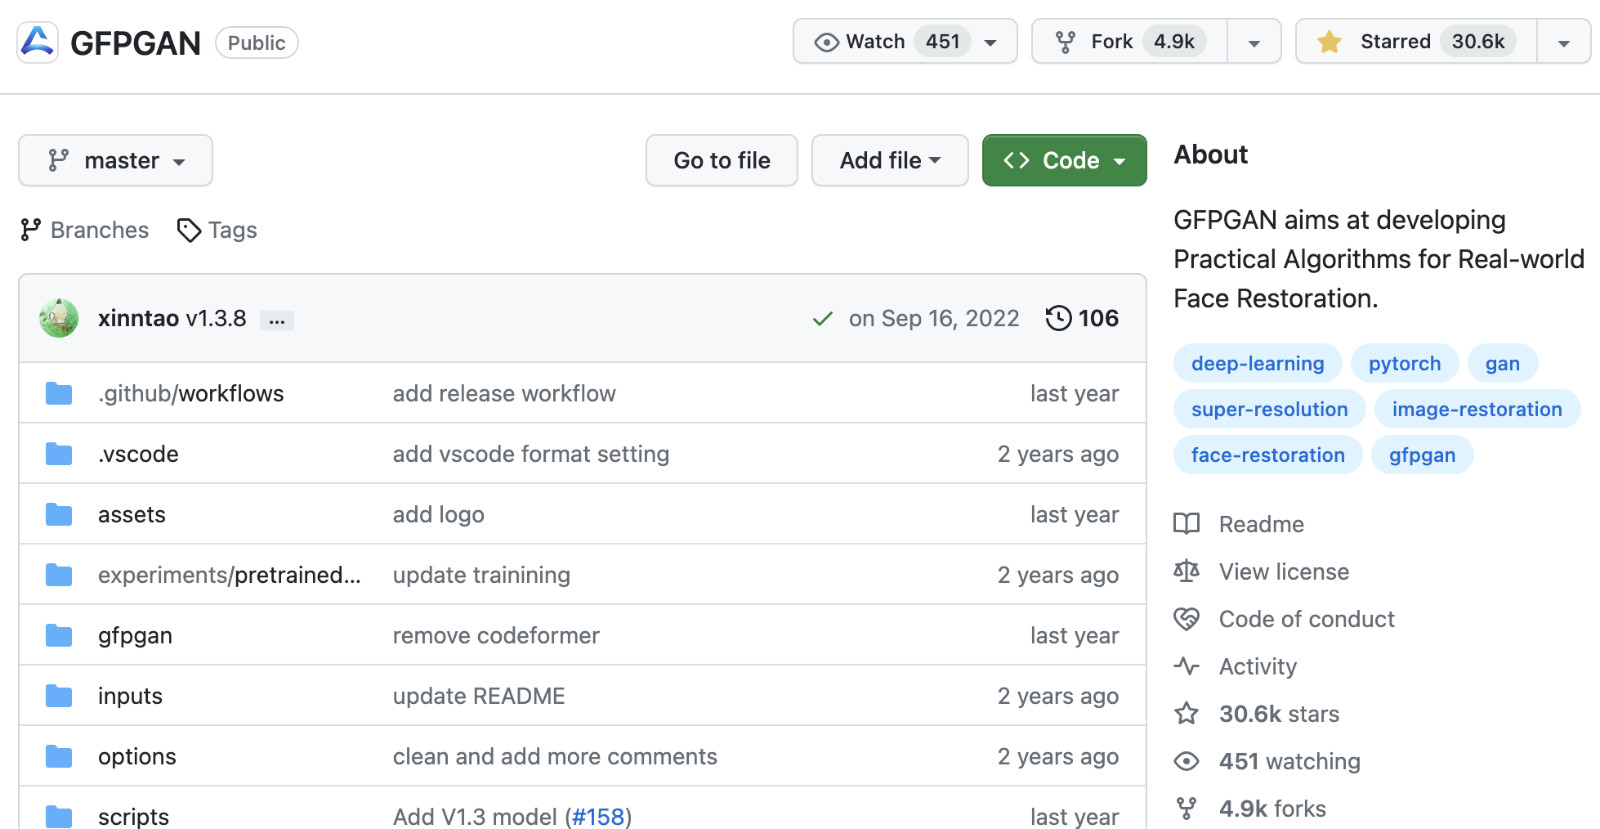 GFPGAN Public Watch 451 Fork 4.9k Starred 30.6k
master Go to file Add file Code
Branches Tags
xinntao v1.3.8 ... on Sep 16, 2022 106
.github/workflows add release workflow last year
.vscode add vscode format setting 2 years ago
assets add logo last year
experiments/pretrained... update trainining 2 years ago
gfpgan remove codeformer last year
inputs update README 2 years ago
options clean and add more comments 2 years ago
scripts Add V1.3 model (#158) last year
About
GFPGAN aims at developing
Practical Algorithms for Real-world
Face Restoration.
deep-learning pytorch gan
super-resolution image-restoration
face-restoration gfpgan
Readme
View license
Code of conduct
Activity
30.6k stars
451 watching
4.9k forks